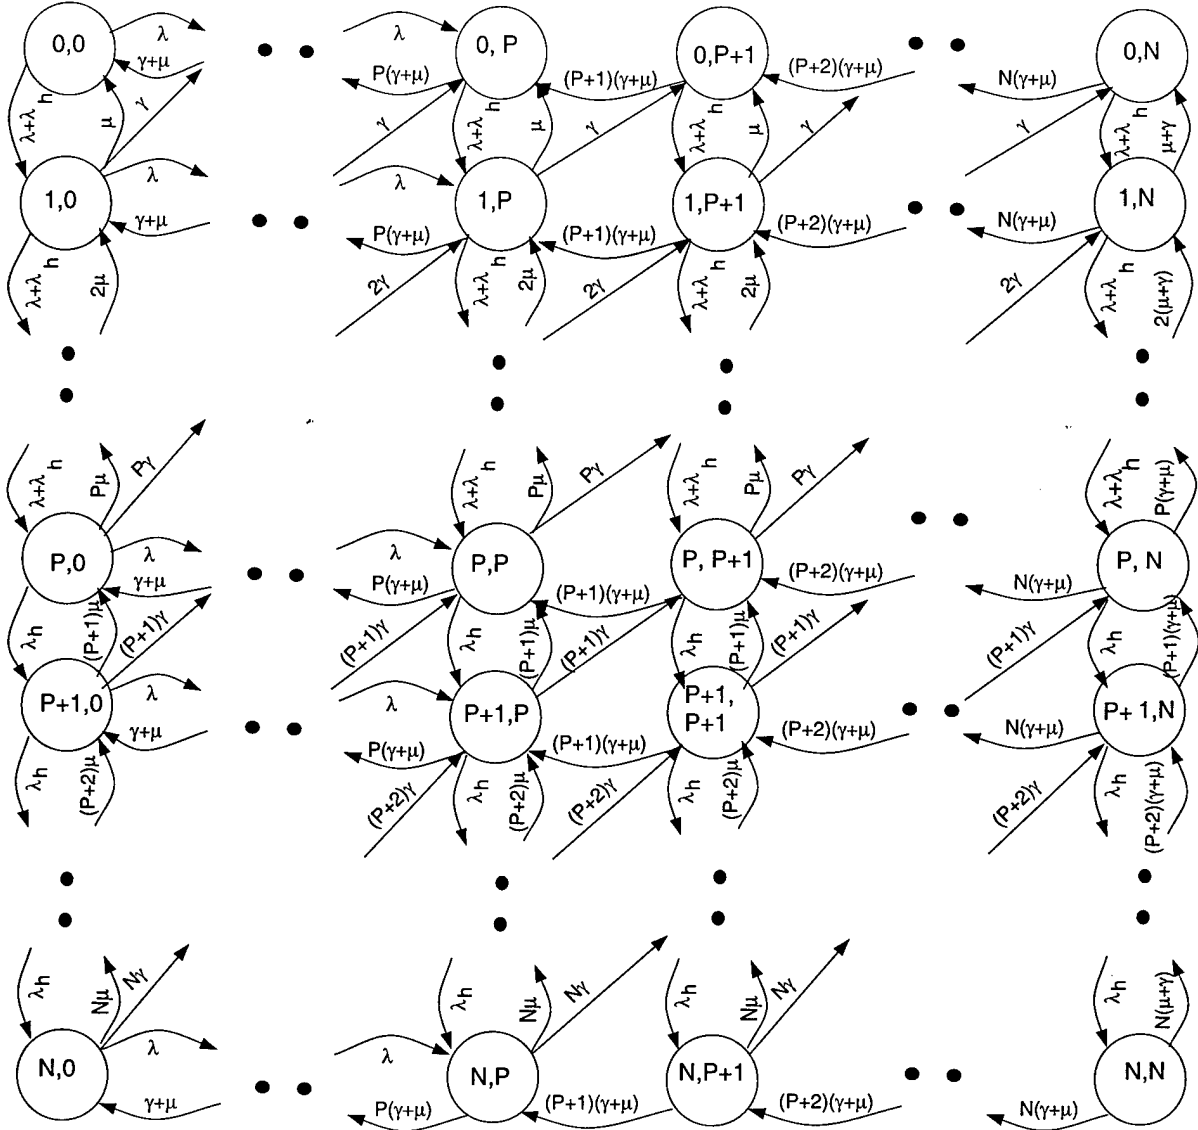 0,0 λ λ 0, P 0,P+1 0,N
γ+μ P(γ+μ) (P+1)(γ+μ) (P+2)(γ+μ) N(γ+μ)
λ+λh μ γ γ λ+λh μ γ λ+λh μ γ γ λ+λh μ+γ
1,0 λ λ 1,P 1,P+1 1,N
γ+μ P(γ+μ) (P+1)(γ+μ) (P+2)(γ+μ) N(γ+μ)
λ+λh 2μ 2γ λ+λh 2μ 2γ λ+λh 2μ 2γ λ+λh 2(μ+γ)
λ+λh Pμ Pγ λ+λh Pμ Pγ λ+λh Pμ Pγ λ+λh P(γ+μ)
P,0 λ λ P,P P, P+1 P, N
γ+μ P(γ+μ) (P+1)(γ+μ) (P+2)(γ+μ) N(γ+μ)
λh (P+1)μ (P+1)γ (P+1)γ λh (P+1)μ (P+1)γ λh (P+1)μ (P+1)γ (P+1)γ λh (P+1)(γ+μ)
P+1,0 λ λ P+1,P P+1, P+1 P+1,N
γ+μ P(γ+μ) (P+1)(γ+μ) (P+2)(γ+μ) N(γ+μ)
λh (P+2)μ (P+2)γ λh (P+2)μ (P+2)γ λh (P+2)μ (P+2)γ λh (P+2)(γ+μ)
λh Nμ Nγ λh Nμ Nγ λh Nμ Nγ λh N(μ+γ)
N,0 λ λ N,P N,P+1 N,N
γ+μ P(γ+μ) (P+1)(γ+μ) (P+2)(γ+μ) N(γ+μ)